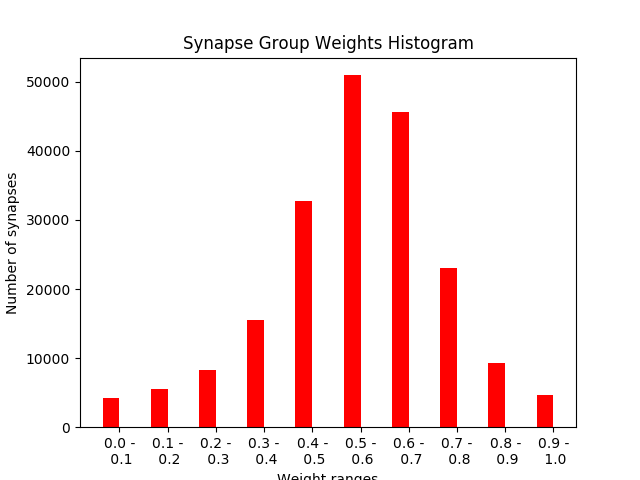 Synapse Group Weights Histogram
Number of synapses
50000
40000
30000
20000
10000
0
0.0 - 0.1 - 0.2 - 0.3 - 0.4 - 0.5 - 0.6 - 0.7 - 0.8 - 0.9 -
0.1 0.2 0.3 0.4 0.5 0.6 0.7 0.8 0.9 1.0
Weight ranges